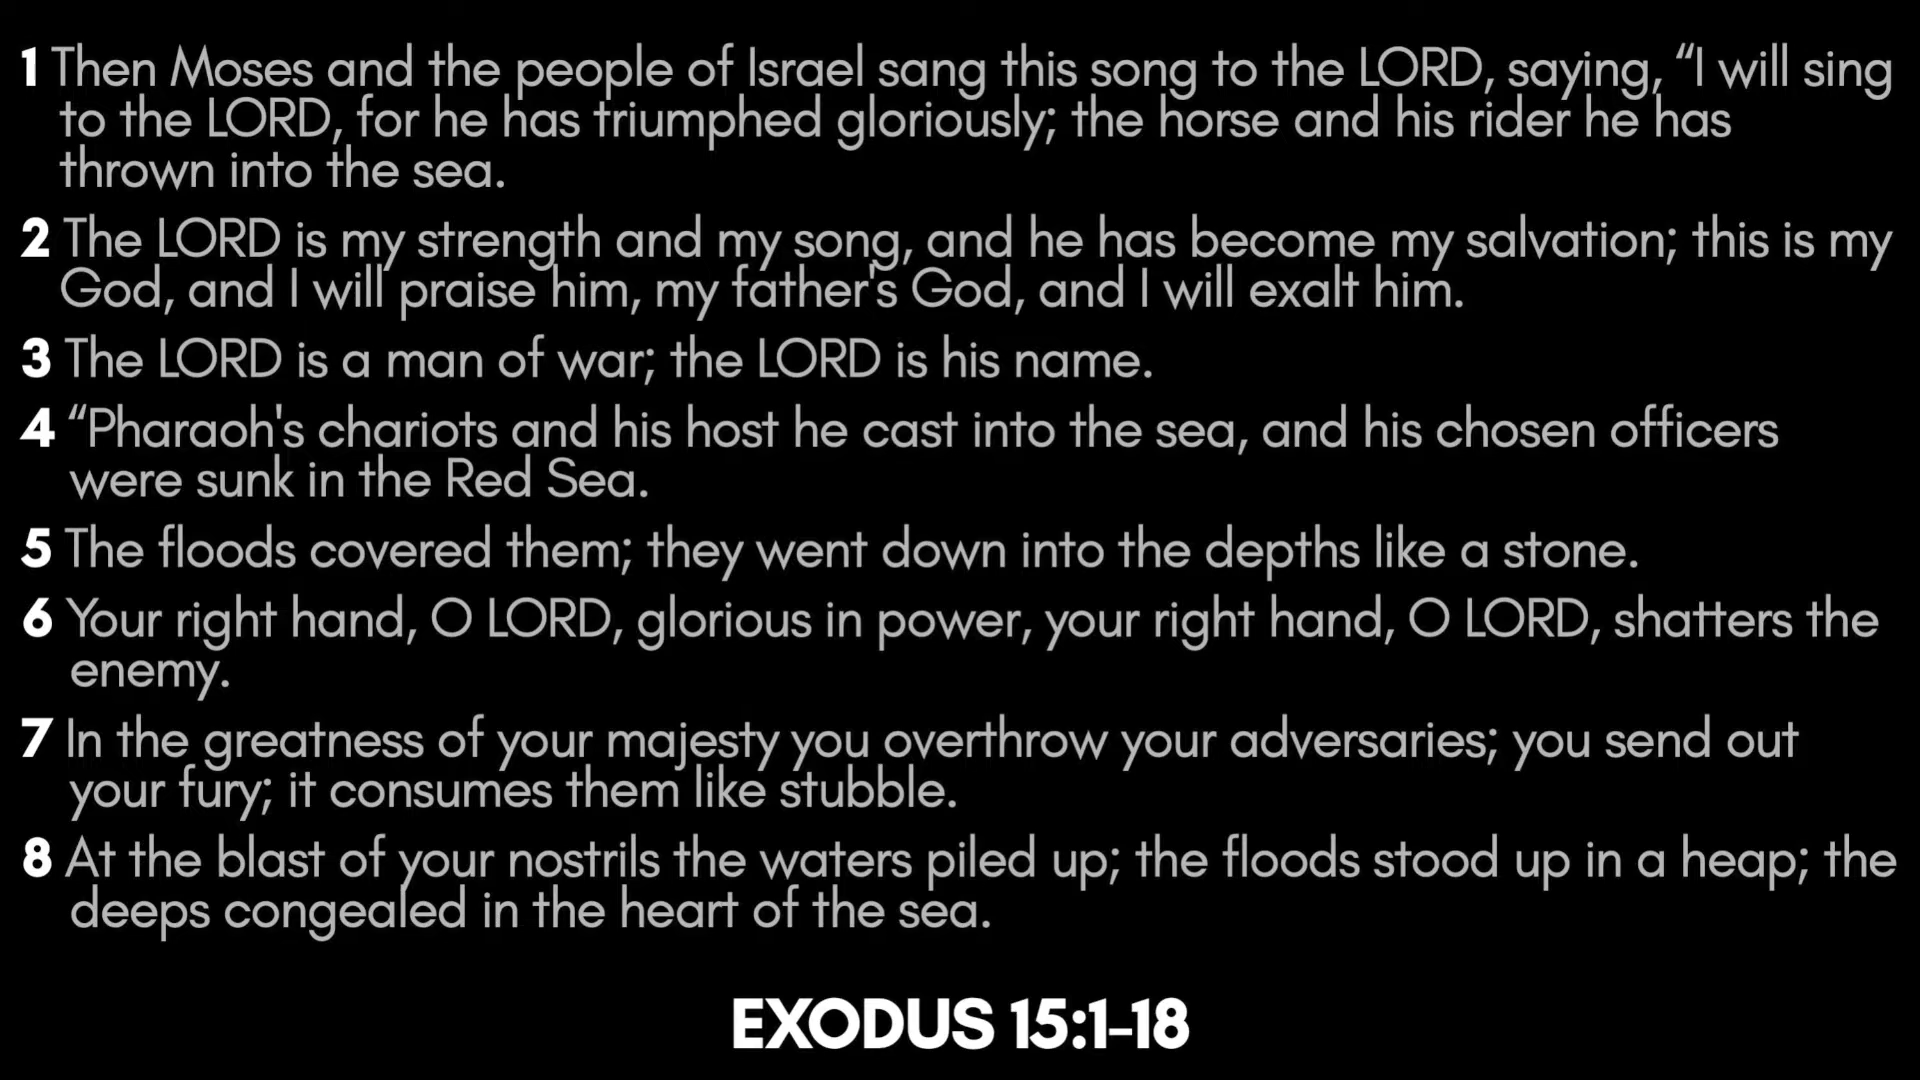 1 Then Moses and the people of Israel sang this song to the LORD, saying, “I will sing
to the LORD, for he has triumphed gloriously; the horse and his rider he has
thrown into the sea.
2 The LORD is my strength and my song, and he has become my salvation; this is my
God, and I will praise him, my father's God, and I will exalt him.
3 The LORD is a man of war; the LORD is his name.
4 “Pharaoh's chariots and his host he cast into the sea, and his chosen officers
were sunk in the Red Sea.
5 The floods covered them; they went down into the depths like a stone.
6 Your right hand, O LORD, glorious in power, your right hand, O LORD, shatters the
enemy.
7 In the greatness of your majesty you overthrow your adversaries; you send out
your fury; it consumes them like stubble.
8 At the blast of your nostrils the waters piled up; the floods stood up in a heap; the
deeps congealed in the heart of the sea.
EXODUS 15:1-18